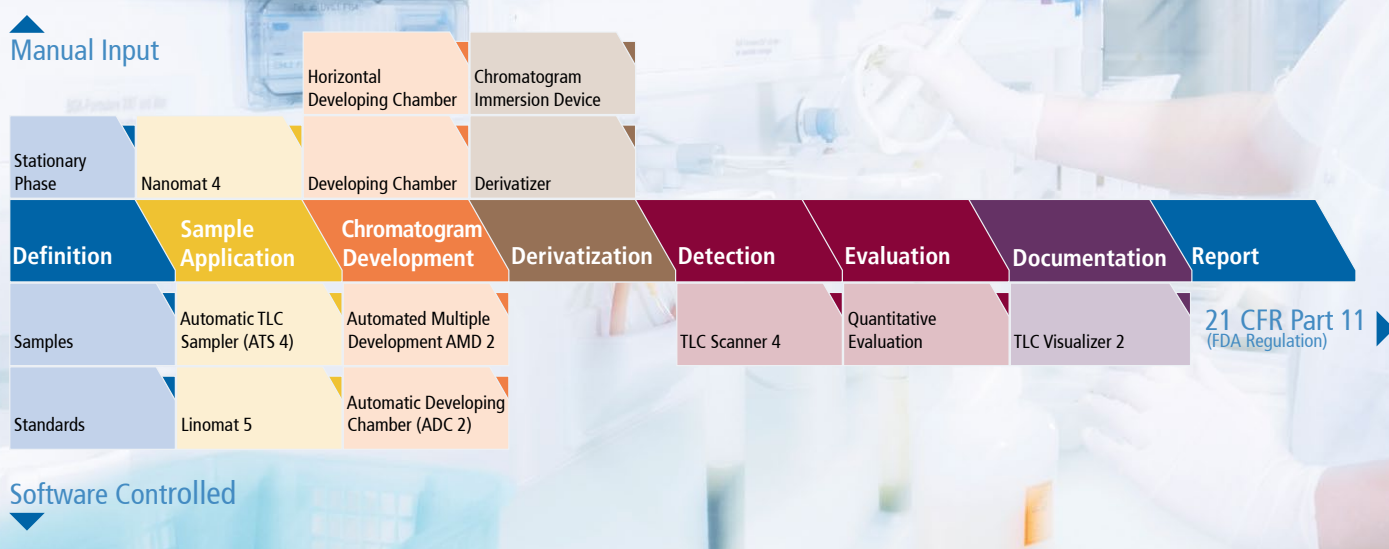 Manual Input
Horizontal
Developing Chamber
Chromatogram
Immersion Device
Stationary
Phase
Nanomat 4
Developing Chamber
Derivatizer
Definition
Sample
Application
Chromatogram
Development
Derivatization
Detection
Evaluation
Documentation
Report
Samples
Automatic TLC
Sampler (ATS 4)
Automated Multiple
Development AMD 2
TLC Scanner 4
Quantitative
Evaluation
TLC Visualizer 2
21 CFR Part 11
(FDA Regulation)
Standards
Linomat 5
Automatic Developing
Chamber (ADC 2)
Software Controlled